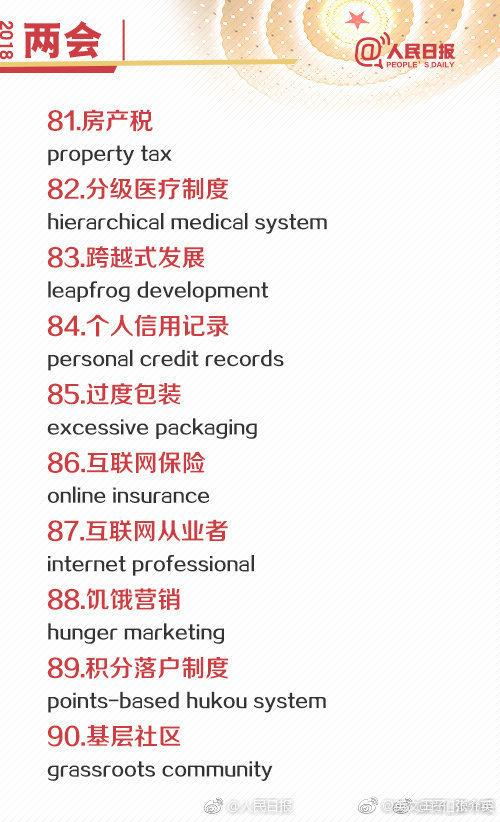 2018
两会
@人民日报
PEOPLE'S DAILY
81.房产税
property tax
82.分级医疗制度
hierarchical medical system
83.跨越式发展
leapfrog development
84.个人信用记录
personal credit records
85.过度包装
excessive packaging
86.互联网保险
online insurance
87.互联网从业者
internet professional
88.饥饿营销
hunger marketing
89.积分落户制度
points-based hukou system
90.基层社区
grassroots community
@人民日报